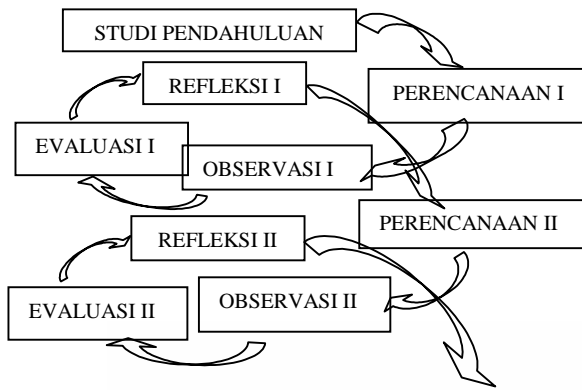 STUDI PENDAHULUAN
REFLEKSI I
PERENCANAAN I
EVALUASI I
OBSERVASI I
PERENCANAAN II
REFLEKSI II
OBSERVASI II
EVALUASI II